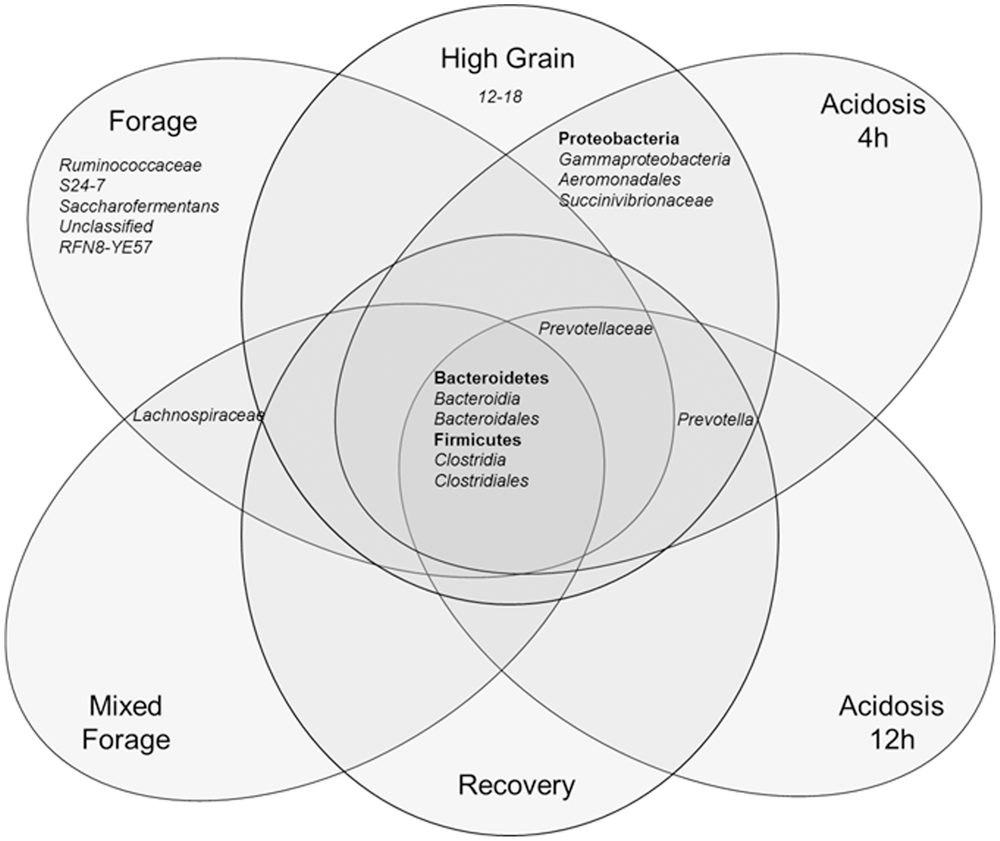 High Grain
12-18
Forage
Ruminococcaceae
S24-7
Saccharofermentans
Unclassified
RFN8-YE57
Acidosis
4h
Proteobacteria
Gammaproteobacteria
Aeromonadales
Succinivibrionaceae
Prevotellaceae
Lachnospiraceae
Bacteroidetes
Bacteroidia
Bacteroidales
Firmicutes
Clostridia
Clostridiales
Prevotella
Mixed
Forage
Recovery
Acidosis
12h